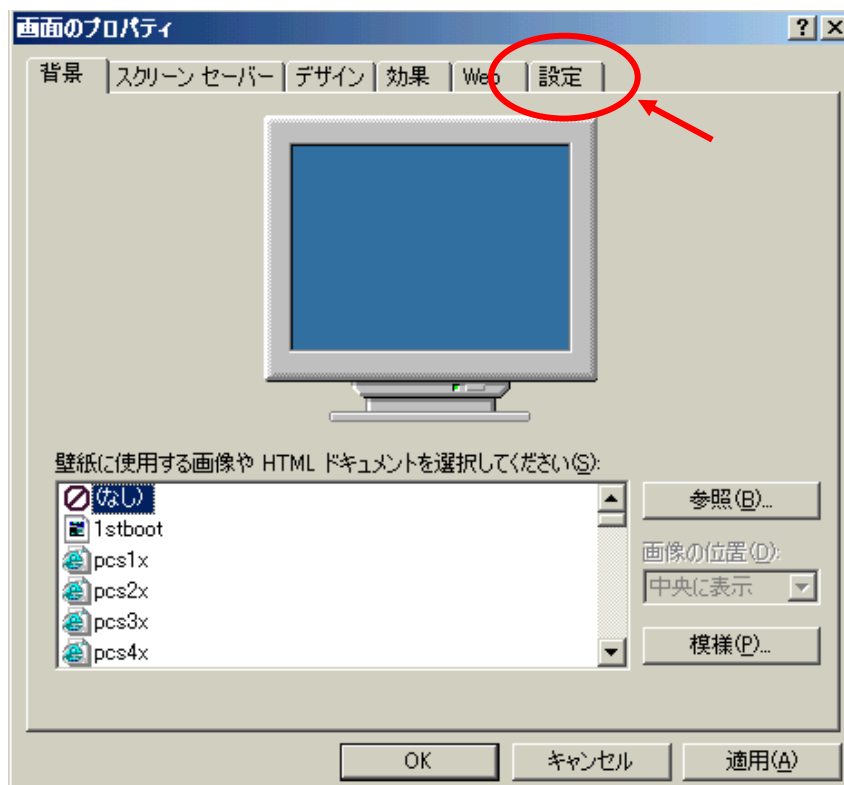 画面のプロパティ
背景 スクリーン セーバー デザイン 効果 Web 設定
壁紙に使用する画像や HTML ドキュメントを選択してください(S):
(なし)
1stboot
pcs1x
pcs2x
pcs3x
pcs4x
参照(B)...
画像の位置(D):
中央に表示
模様(P)...
OK キャンセル 適用(A)